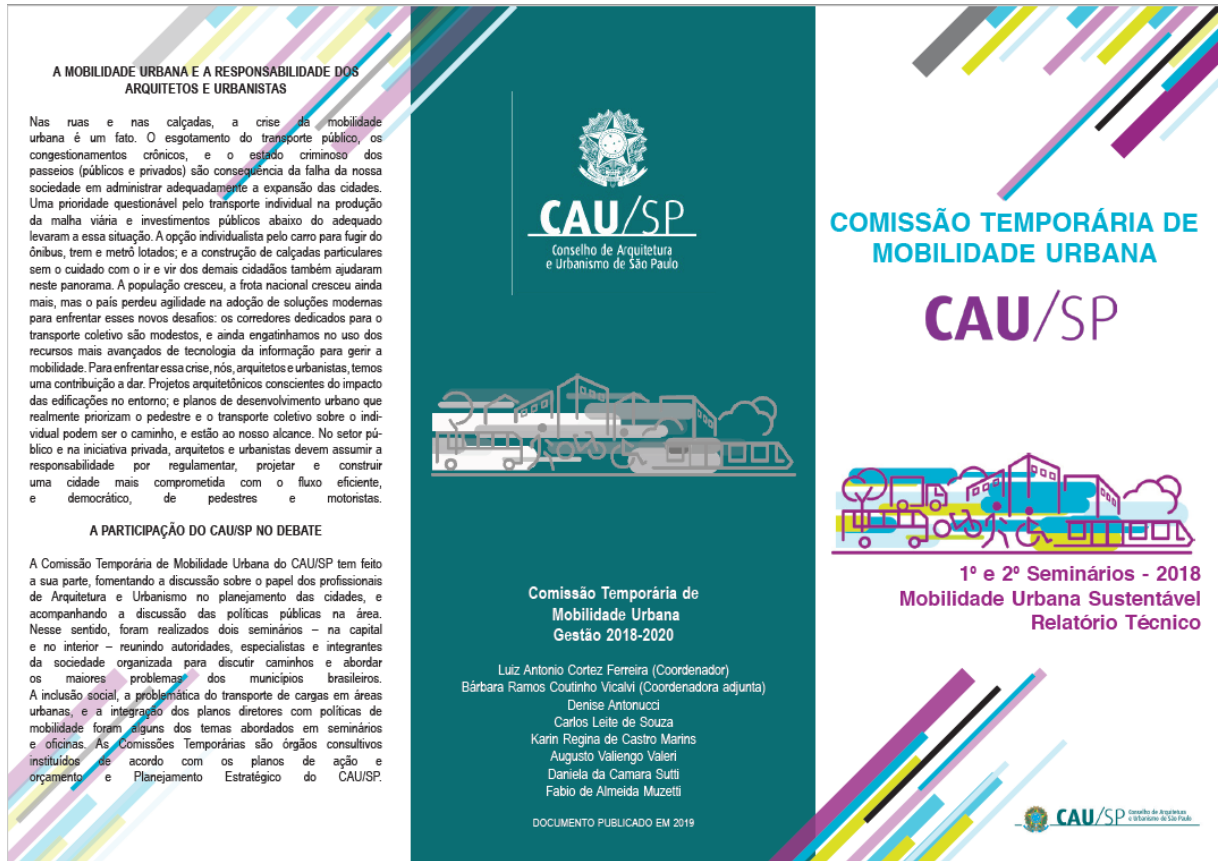 A MOBILIDADE URBANA E A RESPONSABILIDADE DOS
ARQUITETOS E URBANISTAS
Nas ruas e nas calçadas, a crise da mobilidade
urbana é um fato. O esgotamento do transporte público, os
congestionamentos crônicos, e o estado criminoso dos
passeios (públicos e privados) são consequência da falha da nossa
sociedade em administrar adequadamente a expansão das cidades.
Uma prioridade questionável pelo transporte individual na produção
da malha viária e investimentos públicos abaixo do adequado
levaram a essa situação. A opção individualista pelo carro para fugir do
ônibus, trem e metrô lotados; e a construção de calçadas particulares
sem o cuidado com o ir e vir dos demais cidadãos também ajudaram
neste panorama. A população cresceu, a frota nacional cresceu ainda
mais, mas o país perdeu agilidade na adoção de soluções modernas
para enfrentar esses novos desafios: os corredores dedicados para o
transporte coletivo são modestos, e ainda engatinhamos no uso dos
recursos mais avançados de tecnologia da informação para gerir a
mobilidade. Para enfrentar essa crise, nós, arquitetos e urbanistas, temos
uma contribuição a dar. Projetos arquitetônicos conscientes do impacto
das edificações no entorno; e planos de desenvolvimento urbano que
realmente priorizam o pedestre e o transporte coletivo sobre o indi-
vidual podem ser o caminho, e estão ao nosso alcance. No setor pú-
blico e na iniciativa privada, arquitetos e urbanistas devem assumir a
responsabilidade por regulamentar, projetar e construir
uma cidade mais comprometida com o fluxo eficiente,
e democrático, de pedestres e motoristas.
A PARTICIPAÇÃO DO CAU/SP NO DEBATE
A Comissão Temporária de Mobilidade Urbana do CAU/SP tem feito
a sua parte, fomentando a discussão sobre o papel dos profissionais
de Arquitetura e Urbanismo no planejamento das cidades, e
acompanhando a discussão das políticas públicas na área.
Nesse sentido, foram realizados dois seminários – na capital
e no interior – reunindo autoridades, especialistas e integrantes
da sociedade organizada para discutir caminhos e abordar
os maiores problemas dos municípios brasileiros.
A inclusão social, a problemática do transporte de cargas em áreas
urbanas, e a integração dos planos diretores com políticas de
mobilidade foram alguns dos temas abordados em seminários
e oficinas. As Comissões Temporárias são órgãos consultivos
instituídos de acordo com os planos de ação e
orçamento e Planejamento Estratégico do CAU/SP.
CAU/SP
Conselho de Arquitetura
e Urbanismo de São Paulo
Comissão Temporária de
Mobilidade Urbana
Gestão 2018-2020
Luiz Antonio Cortez Ferreira (Coordenador)
Bárbara Ramos Coutinho Vicalvi (Coordenadora adjunta)
Denise Antonucci
Carlos Leite de Souza
Karin Regina de Castro Marins
Augusto Valiengo Valeri
Daniela da Camara Sutti
Fabio de Almeida Muzetti
DOCUMENTO PUBLICADO EM 2019
COMISSÃO TEMPORÁRIA DE
MOBILIDADE URBANA
CAU/SP
1º e 2º Seminários - 2018
Mobilidade Urbana Sustentável
Relatório Técnico
CAU/SP
Conselho de Arquitetura
e Urbanismo de São Paulo